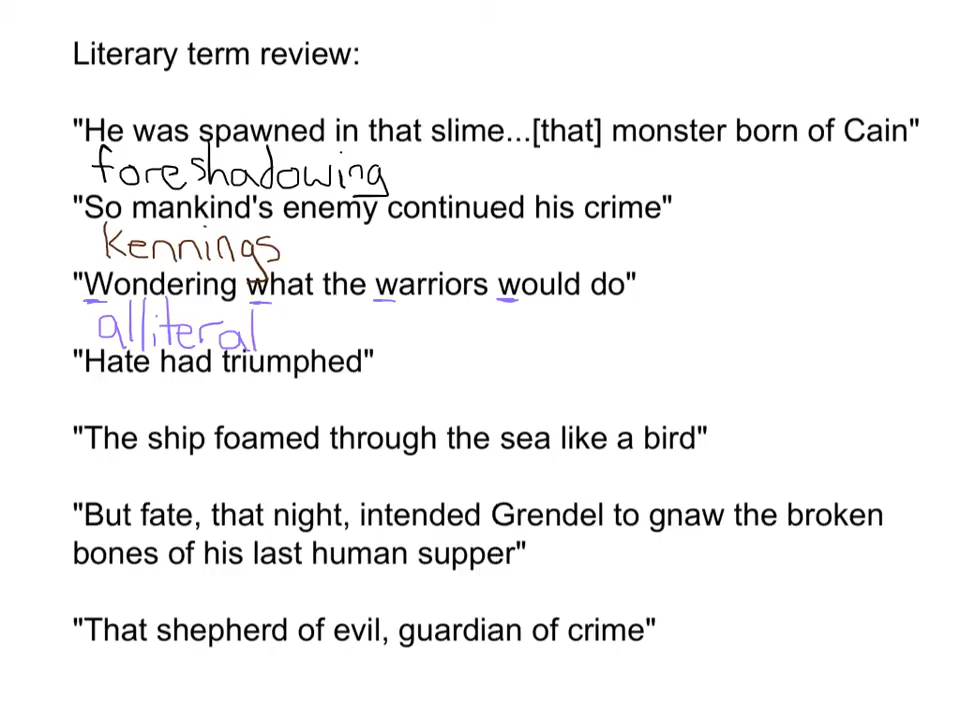 Literary term review:
"He was spawned in that slime...[that] monster born of Cain"
foreshadowing
"So mankind's enemy continued his crime"
kennings
"Wondering what the warriors would do"
alliteral
"Hate had triumphed"
"The ship foamed through the sea like a bird"
"But fate, that night, intended Grendel to gnaw the broken
bones of his last human supper"
"That shepherd of evil, guardian of crime"